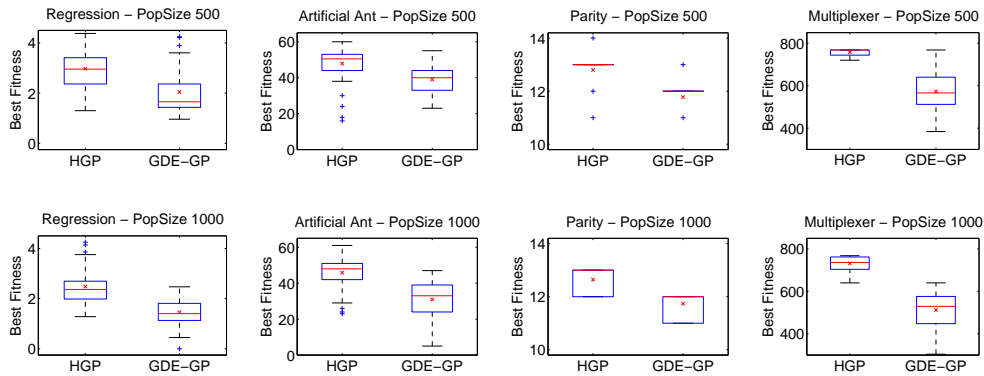 Regression − PopSize 500
Best Fitness
4
2
0
HGP GDE−GP
Artificial Ant − PopSize 500
Best Fitness
60
40
20
0
HGP GDE−GP
Parity − PopSize 500
Best Fitness
14
12
10
HGP GDE−GP
Multiplexer − PopSize 500
Best Fitness
800
600
400
HGP GDE−GP
Regression − PopSize 1000
Best Fitness
4
2
0
HGP GDE−GP
Artificial Ant − PopSize 1000
Best Fitness
60
40
20
0
HGP GDE−GP
Parity − PopSize 1000
Best Fitness
14
12
10
HGP GDE−GP
Multiplexer − PopSize 1000
Best Fitness
800
600
400
HGP GDE−GP